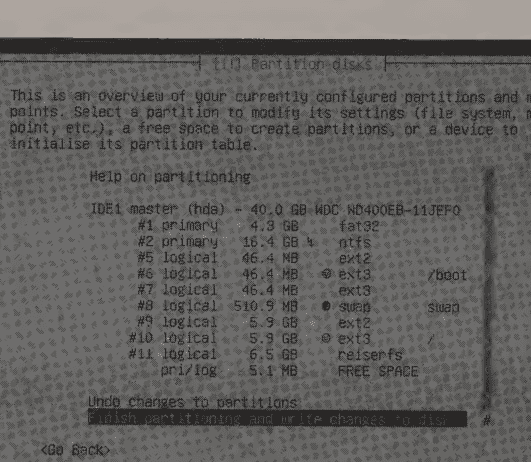 [!!] Partition disks
This is an overview of your currently configured partitions and
points. Select a partition to modify its settings (file system,
point, etc.), a free space to create partitions, or a device to
initialise its partition table.
Help on partitioning
IDE1 master (hda) - 40.0 GB WDC WD400EB-11JEF0
#1 primary 4.3 GB fat32
#2 primary 16.4 GB ntfs
#5 logical 46.4 MB ext2
#6 logical 46.4 MB ext3 /boot
#7 logical 46.4 MB ext3
#8 logical 510.9 MB swap swap
#9 logical 5.9 GB ext2
#10 logical 5.9 GB ext3 /
#11 logical 6.5 GB reiserfs
pri/log 5.1 MB FREE SPACE
Undo changes to partitions
Finish partitioning and write changes to disk
<Go Back>